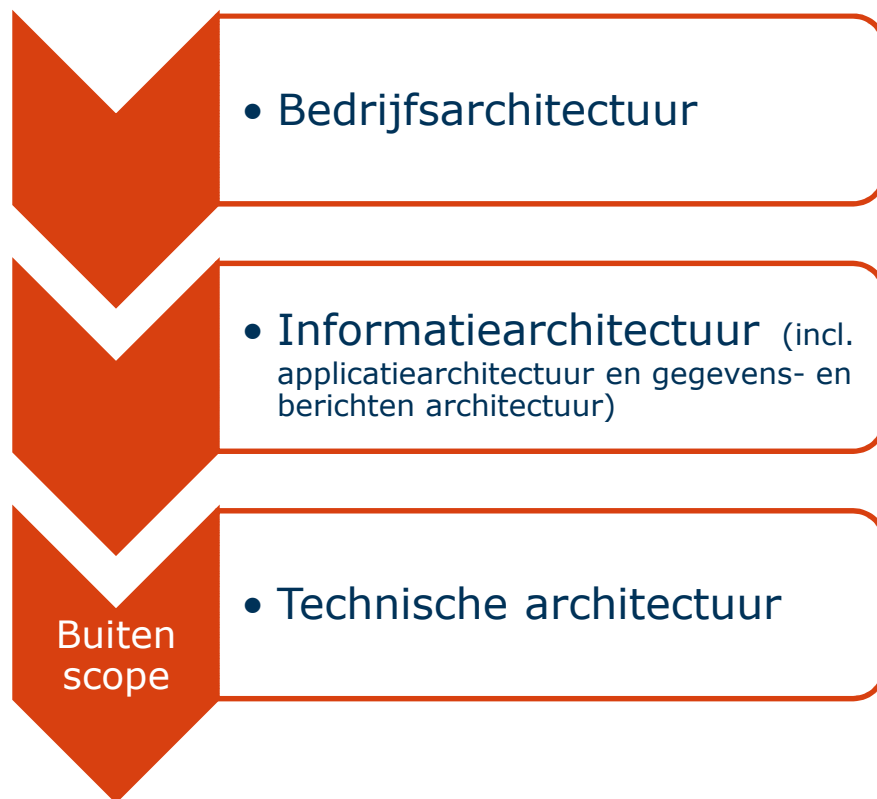 • Bedrijfsarchitectuur
• Informatiearchitectuur (incl.
applicatiearchitectuur en gegevens- en
berichten architectuur)
Buiten
scope
• Technische architectuur